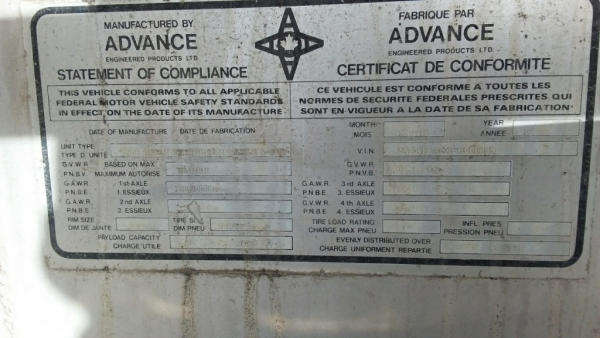 MANUFACTURED BY
ADVANCE
ENGINEERED PRODUCTS LTD.
STATEMENT OF COMPLIANCE
THIS VEHICLE CONFORMS TO ALL APPLICABLE
FEDERAL MOTOR VEHICLE SAFETY STANDARDS
IN EFFECT ON THE DATE OF ITS MANUFACTURE
FABRIQUE PAR
ADVANCE
ENGINEERED PRODUCTS LTD.
CERTIFICAT DE CONFORMITE
CE VEHICULE EST CONFORME A TOUTES LES
NORMES DE SECURITE FEDERALES PRESCRITES QUI
SONT EN VIGUEUR A LA DATE DE SA FABRICATION
DATE OF MANUFACTURE / DATE DE FABRICATION
MONTH
MOIS
YEAR
ANNEE
UNIT TYPE
TYPE D. UNITE
V.I.N.
G.V.W.R. BASED ON MAX
P.N.B.V. MAXIMUM AUTORISE
G.V.W.R.
P.N.V.B.
G.A.W.R. 1st AXLE
P.N.B.E. 1. ESSIEUX
G.A.W.R. 3rd AXLE
P.N.B.E. 3. ESSIEUX
G.A.W.R. 2nd AXLE
P.N.B.E. 2. ESSIEUX
G.V.W.R. 4th AXLE
P.N.B.E. 4. ESSIEUX
RIM SIZE
DIM DE JANTE
TIRE SIZE
DIM PNEU
TIRE LOAD RATING
CHARGE MAX PNEU
INFL. PRES
PRESSION PNEU
PAYLOAD CAPACITY
CHARGE UTILE
EVENLY DISTRIBUTED OVER
CHARGE UNIFORMENT REPARTIE